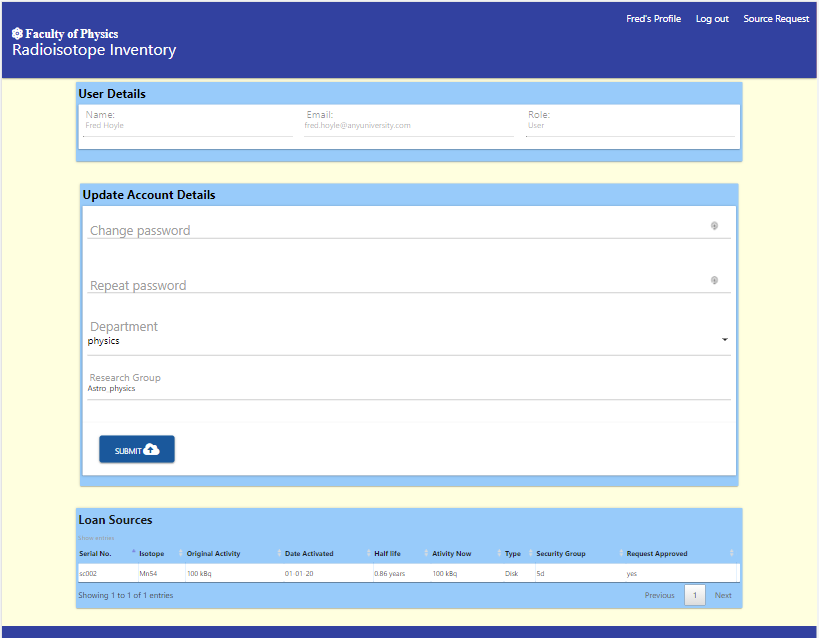 Fred's Profile Log out Source Request
Faculty of Physics
Radioisotope Inventory
User Details
Name: Email: Role:
Fred Hoyle fred.hoyle@anyuniversity.com User
Update Account Details
Change password
Repeat password
Department
physics
Research Group
Astro_physics
SUBMIT
Loan Sources
Show entries
Serial No. Isotope Original Activity Date Activated Half life Ativity Now Type Security Group Request Approved
sc002 Mn54 100 kBq 01-01-20 0.86 years 100 kBq Disk 5d yes
Showing 1 to 1 of 1 entries Previous 1 Next